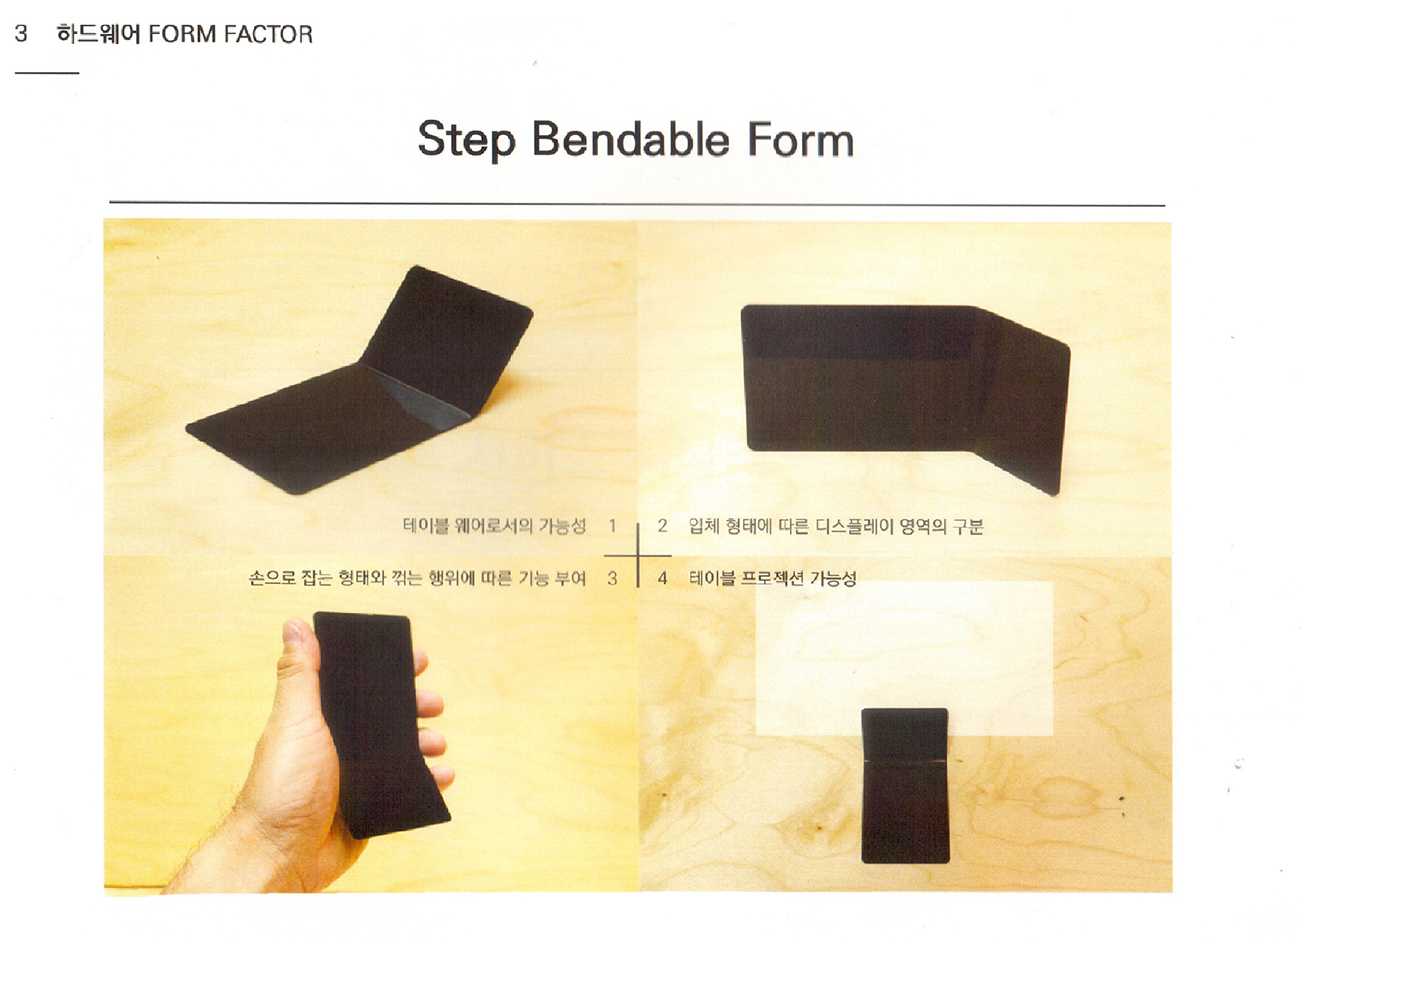 3 하드웨어 FORM FACTOR
Step Bendable Form
테이블 웨어로서의 가능성 1
2 입체 형태에 따른 디스플레이 영역의 구분
손으로 잡는 형태와 꺾는 행위에 따른 기능 부여 3
4 테이블 프로젝션 가능성